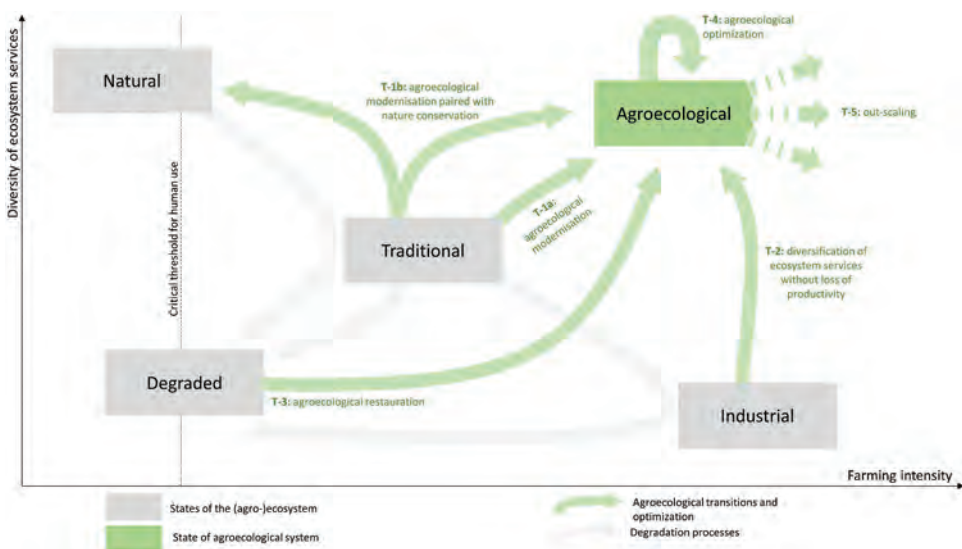 Diversity of ecosystem services
Natural
T-1b: agroecological
modernisation paired with
nature conservation
T-4: agroecological
optimization
Agroecological
T-5: out-scaling
Critical threshold for human use
Traditional
T-1a:
agroecological
modernisation
T-2: diversification of
ecosystem services
without loss of
productivity
Degraded
T-3: agroecological restauration
Industrial
Farming intensity
States of the (agro-)ecosystem
State of agroecological system
Agroecological transitions and
optimization
Degradation processes